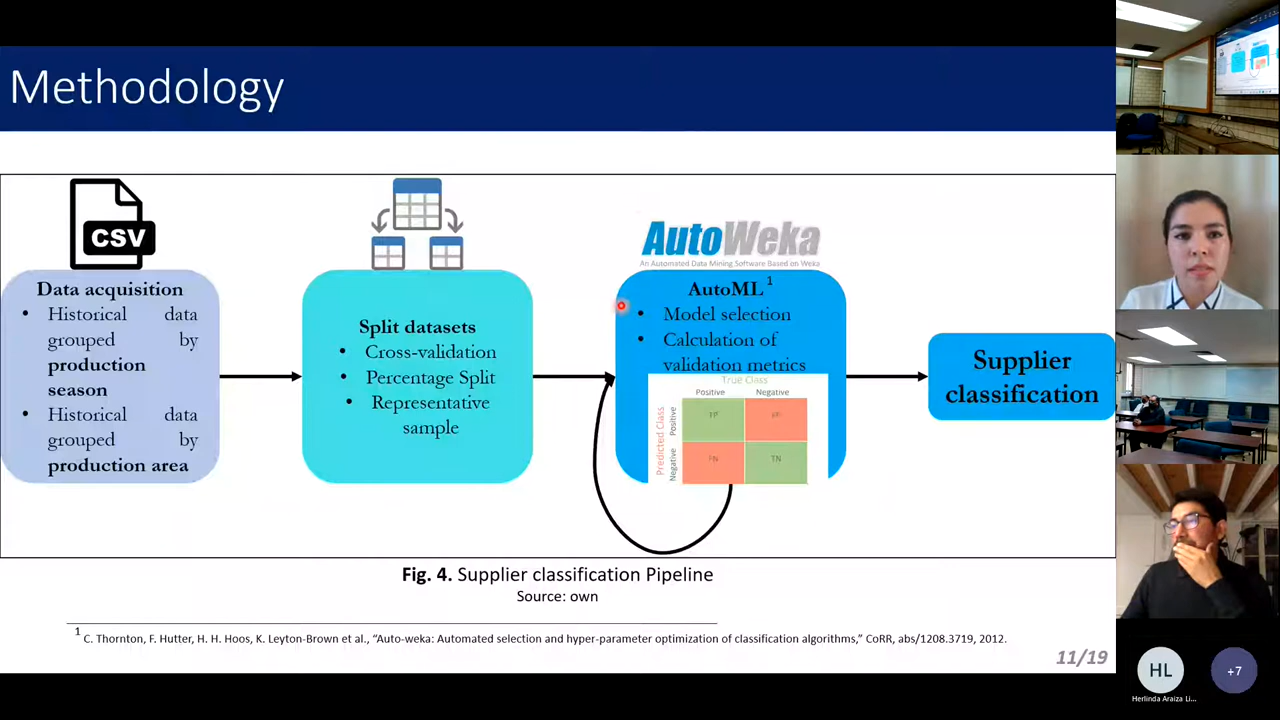 Methodology
CSV
Data acquisition
• Historical data
grouped by
production
season
• Historical data
grouped by
production area
Split datasets
• Cross-validation
• Percentage Split
• Representative
sample
AutoWeka
An Automated Data Mining Software Based on Weka
AutoML 1
• Model selection
• Calculation of
validation metrics
True Class
Positive Negative
Predicted Class
Positive
Negative
TP FP
FN TN
Supplier
classification
Fig. 4. Supplier classification Pipeline
Source: own
1 C. Thornton, F. Hutter, H. H. Hoos, K. Leyton-Brown et al., “Auto-weka: Automated selection and hyper-parameter optimization of classification algorithms,” CoRR, abs/1208.3719, 2012.
11/19
HL
+7
Herlinda Araiza Li...